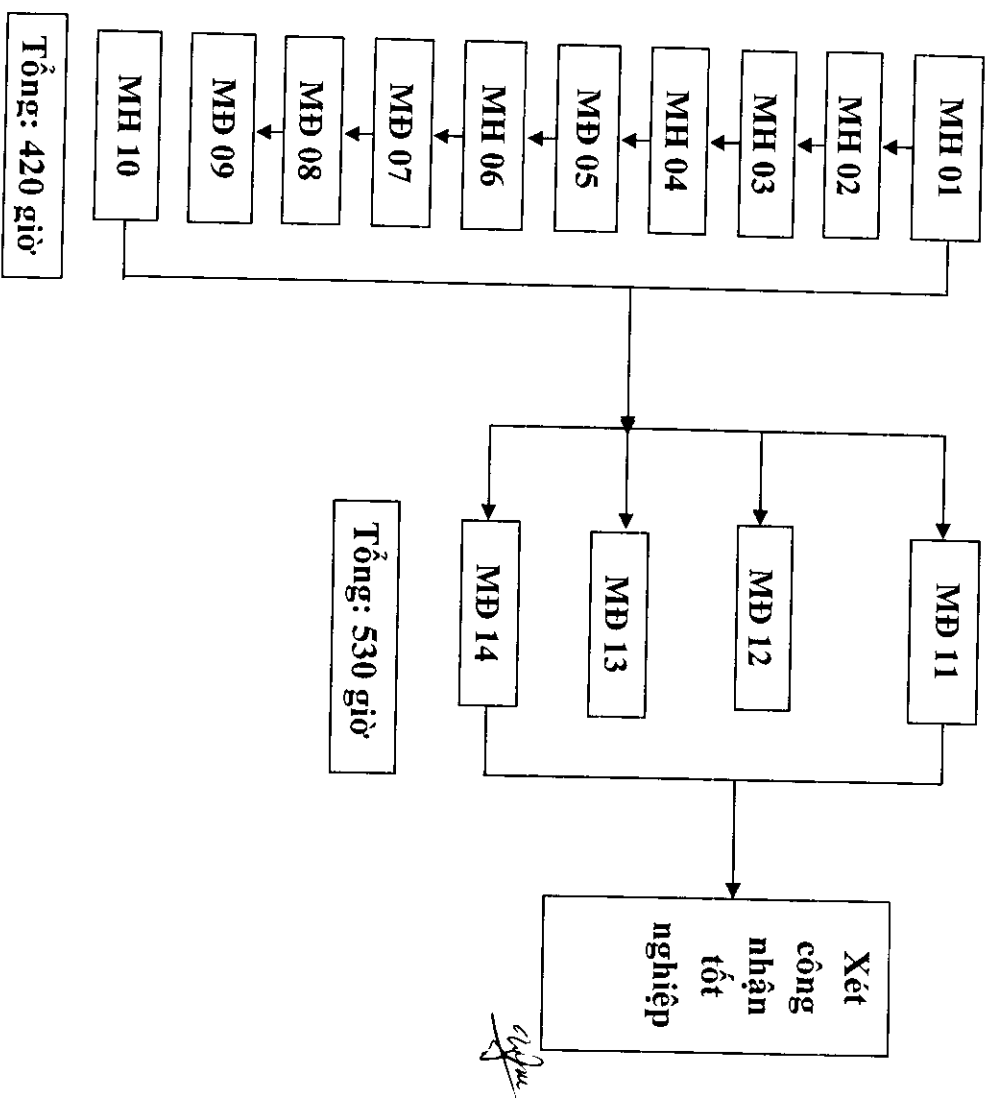 MH 01
MH 02
MH 03
MH 04
MĐ 05
MH 06
MĐ 07
MĐ 08
MĐ 09
MH 10
Tổng: 420 giờ
MĐ 11
MĐ 12
MĐ 13
MĐ 14
Tổng: 530 giờ
Xét
công
nhận
tốt
nghiệp